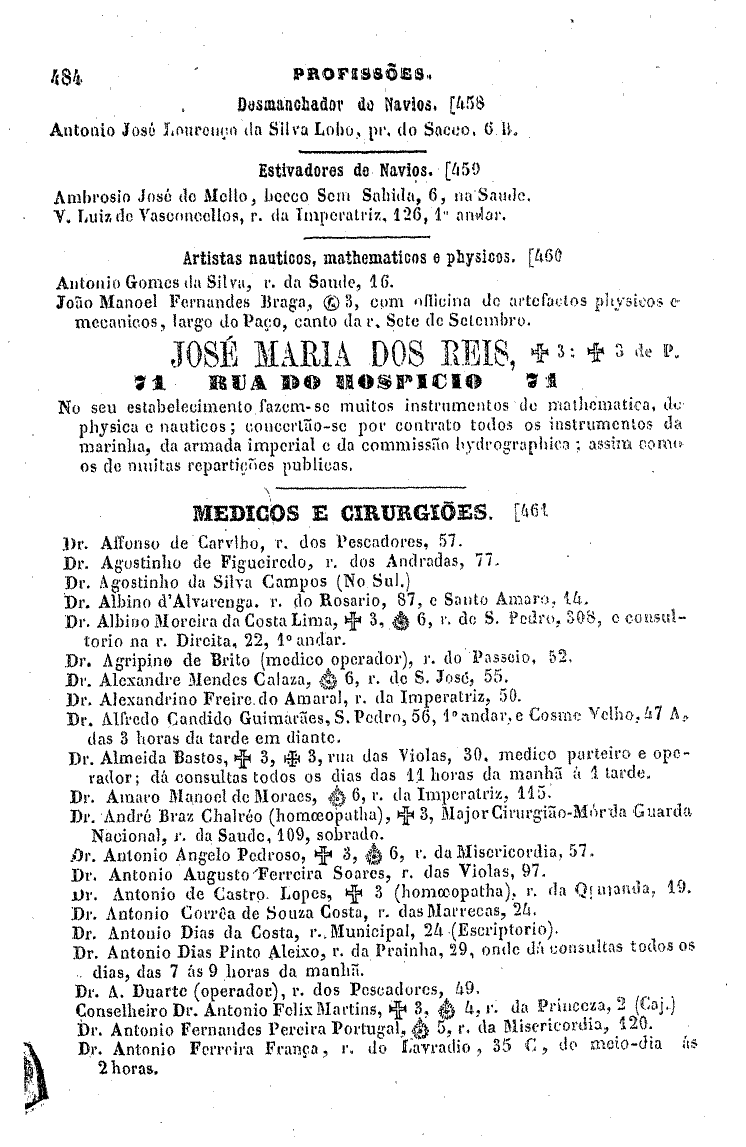 484 PROFISSÕES.
Desmanchador de Navios. [458
Antonio José Lourenço da Silva Lobo, pr. do Sacco, 6 B.
Estivadores de Navios. [459
Ambrosio José de Mello, becco Sem Sahida, 6, na Saude.
V. Luiz de Vasconcellos, r. da Imperatriz, 126, 1º andar.
Artistas nauticos, mathematicos e physicos. [460
Antonio Gomes da Silva, r. da Saude, 16.
João Manoel Fernandes Braga, 3, com officina de artefactos physicos e
mecanicos, largo do Paço, canto da r. Sete de Setembro.
JOSÉ MARIA DOS REIS, ✠ 3: ✠ 3 de P.
71 RUA DO HOSPICIO 71
No seu estabelecimento fazem-se muitos instrumentos de mathematica, de
physica e nauticos; concertão-se por contrato todos os instrumentos da
marinha, da armada imperial e da commissão hydrographica; assim como
os de muitas repartições publicas.
MEDICOS E CIRURGIÕES. [461
Dr. Affonso de Carvlho, r. dos Pescadores, 57.
Dr. Agostinho de Figueiredo, r. dos Andradas, 77.
Dr. Agostinho da Silva Campos (No Sul.)
Dr. Albino d'Alvarenga. r. do Rosario, 87, e Santo Amaro, 14.
Dr. Albino Moreira da Costa Lima, ✠ 3, 6, r. de S. Pedro, 308, e consul-
torio na r. Direita, 22, 1º andar.
Dr. Agripino de Brito (medico operador), r. do Passeio, 52.
Dr. Alexandre Mendes Calaza, 6, r. de S. José, 55.
Dr. Alexandrino Freire do Amaral, r. da Imperatriz, 50.
Dr. Alfredo Candido Guimarães, S. Pedro, 56, 1º andar, e Cosme Velho, 47 A,
das 3 horas da tarde em diante.
Dr. Almeida Bastos, ✠ 3, ✠ 3, rua das Violas, 30, medico parteiro e ope-
rador; dá consultas todos os dias das 11 horas da manhã á 1 tarde.
Dr. Amaro Manoel de Moraes, 6, r. da Imperatriz, 115.
Dr. André Braz Chalréo (homœopatha), ✠ 3, Major Cirurgião-Mór da Guarda
Nacional, r. da Saude, 109, sobrado.
Dr. Antonio Angelo Pedroso, ✠ 3, 6, r. da Misericordia, 57.
Dr. Antonio Augusto Ferreira Soares, r. das Violas, 97.
Dr. Antonio de Castro Lopes, ✠ 3 (homœopatha), r. da Quitanda, 19.
Dr. Antonio Corrêa de Souza Costa, r. das Marrecas, 24.
Dr. Antonio Dias da Costa, r. Municipal, 24 (Escriptorio).
Dr. Antonio Dias Pinto Aleixo, r. da Prainha, 29, onde dá consultas todos os
dias, das 7 ás 9 horas da manhã.
Dr. A. Duarte (operador), r. dos Pescadores, 49.
Conselheiro Dr. Antonio Felix Martins, ✠ 3, 4, r. da Princeza, 2 (Caj.)
Dr. Antonio Fernandes Pereira Portugal, 5, r. da Misericordia, 120.
Dr. Antonio Ferreira França, r. do Lavradio, 35 C, do meio-dia ás
2 horas.